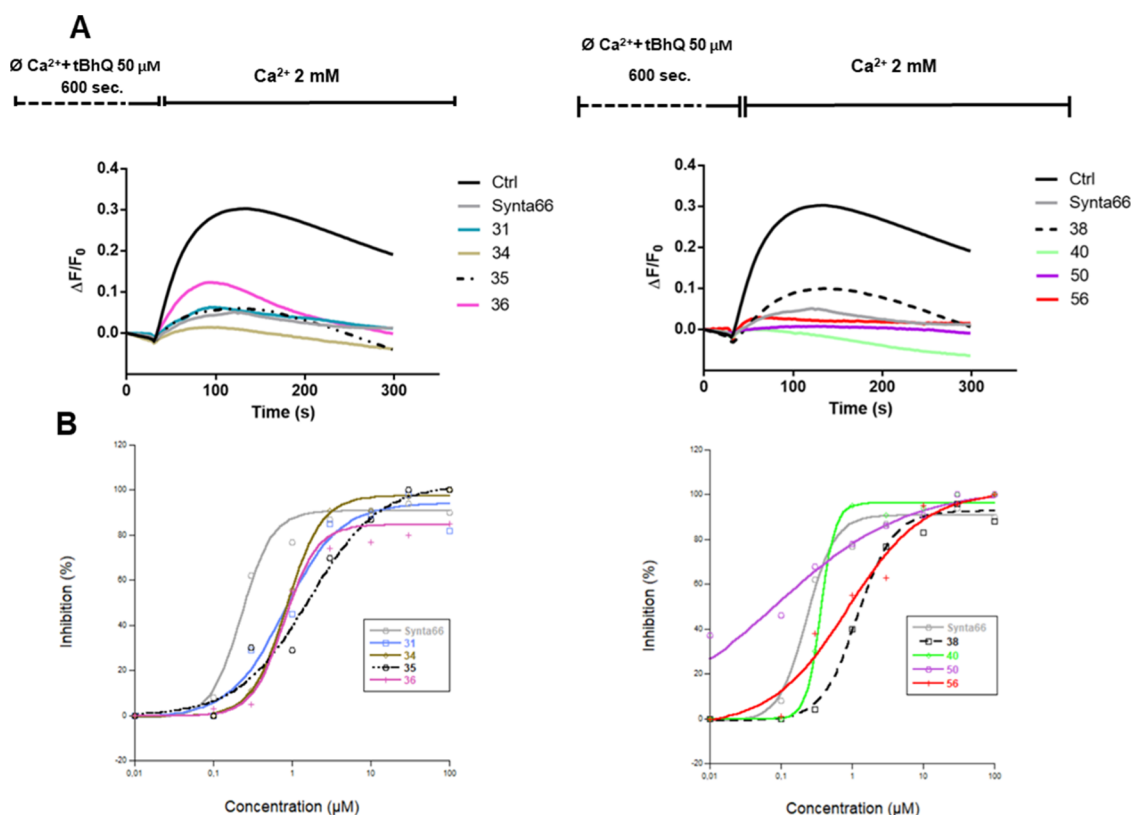 A
Ø Ca²⁺+ tBhQ 50 µM
600 sec.
Ca²⁺ 2 mM
Ø Ca²⁺+ tBhQ 50 µM
600 sec.
Ca²⁺ 2 mM
ΔF/F₀
0.4
0.3
0.2
0.1
0.0
-0.1
0
100
200
300
Time (s)
Ctrl
Synta66
31
34
35
36
ΔF/F₀
0.4
0.3
0.2
0.1
0.0
-0.1
0
100
200
300
Time (s)
Ctrl
Synta66
38
40
50
56
B
Inhibition (%)
120
100
80
60
40
20
0
-20
0,01
0,1
1
10
100
Concentration (µM)
Synta66
31
34
35
36
Inhibition (%)
120
100
80
60
40
20
0
-20
0,01
0,1
1
10
100
Concentration (µM)
Synta66
38
40
50
56